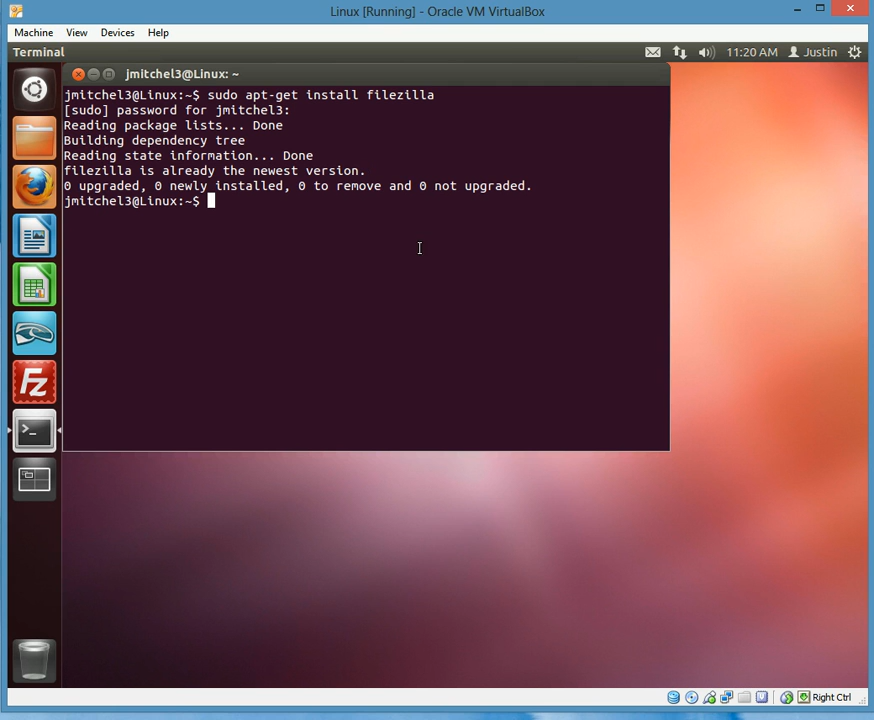 Linux [Running] - Oracle VM VirtualBox
Machine View Devices Help
Terminal 11:20 AM Justin
jmitchel3@Linux: ~
jmitchel3@Linux:~$ sudo apt-get install filezilla
[sudo] password for jmitchel3:
Reading package lists... Done
Building dependency tree
Reading state information... Done
filezilla is already the newest version.
0 upgraded, 0 newly installed, 0 to remove and 0 not upgraded.
jmitchel3@Linux:~$
Fz
>_
Right Ctrl